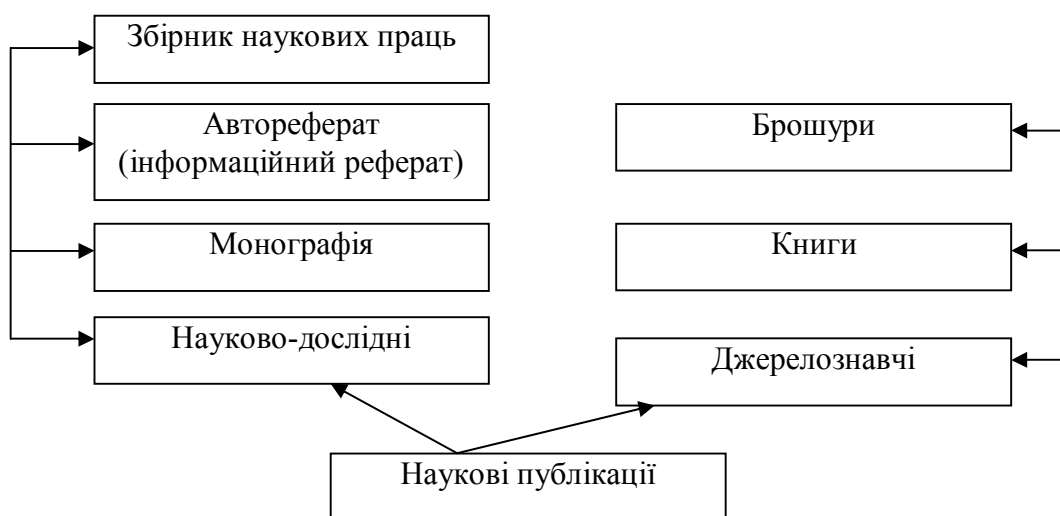 Збірник наукових праць
Автореферат
(інформаційний реферат)
Монографія
Науково-дослідні
Брошури
Книги
Джерелознавчі
Наукові публікації